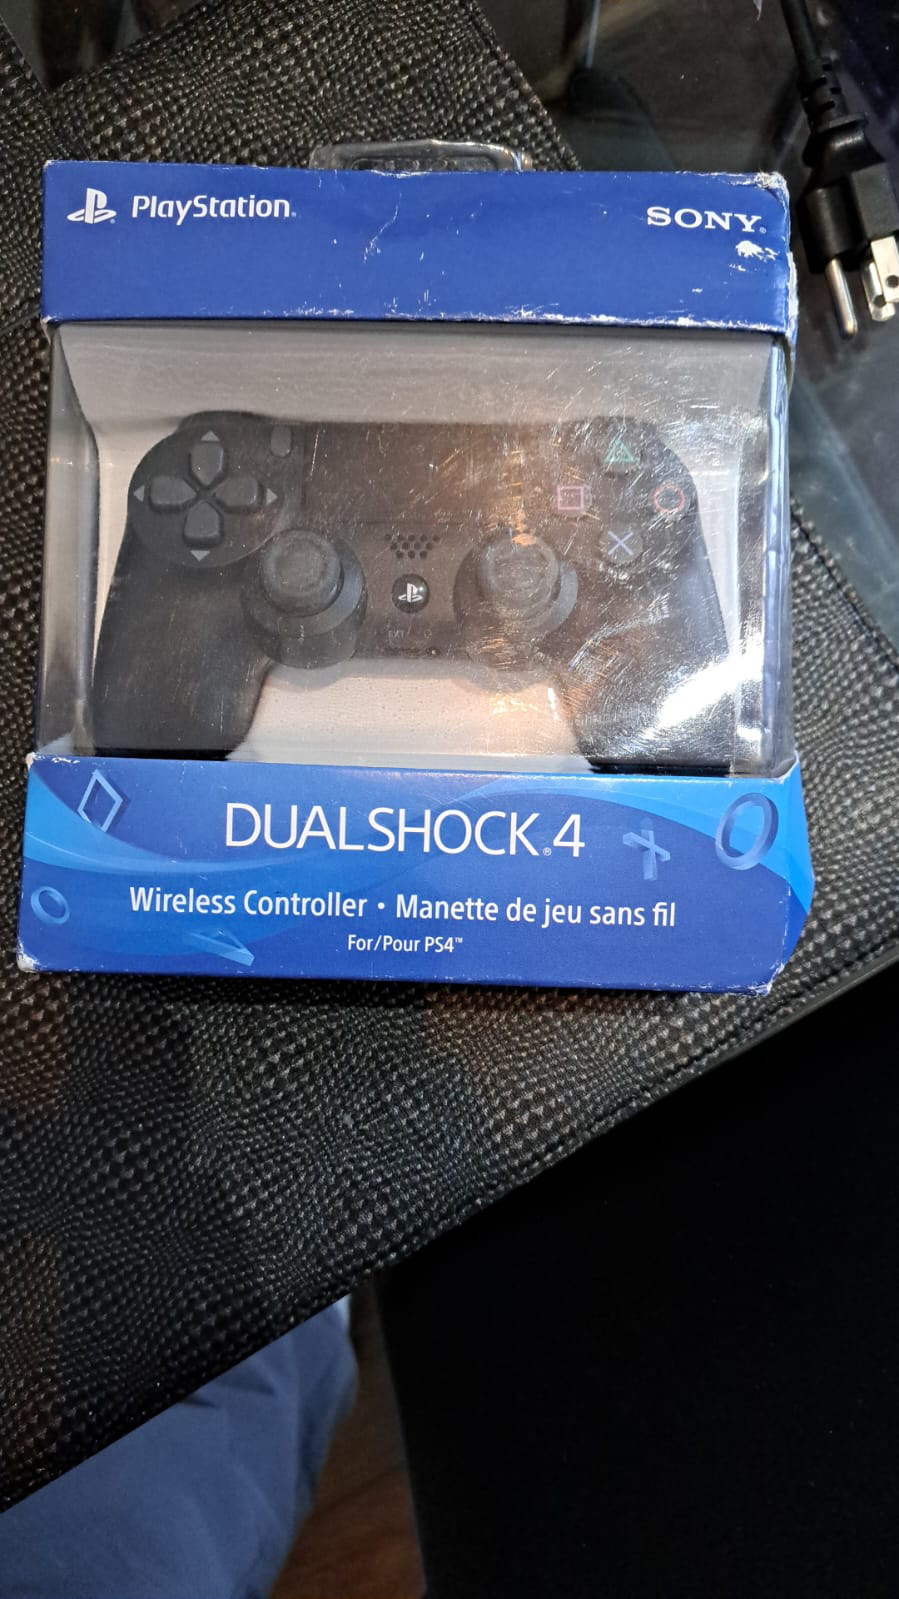 PlayStation®
SONY®
DUALSHOCK®4
Wireless Controller • Manette de jeu sans fil
For/Pour PS4™